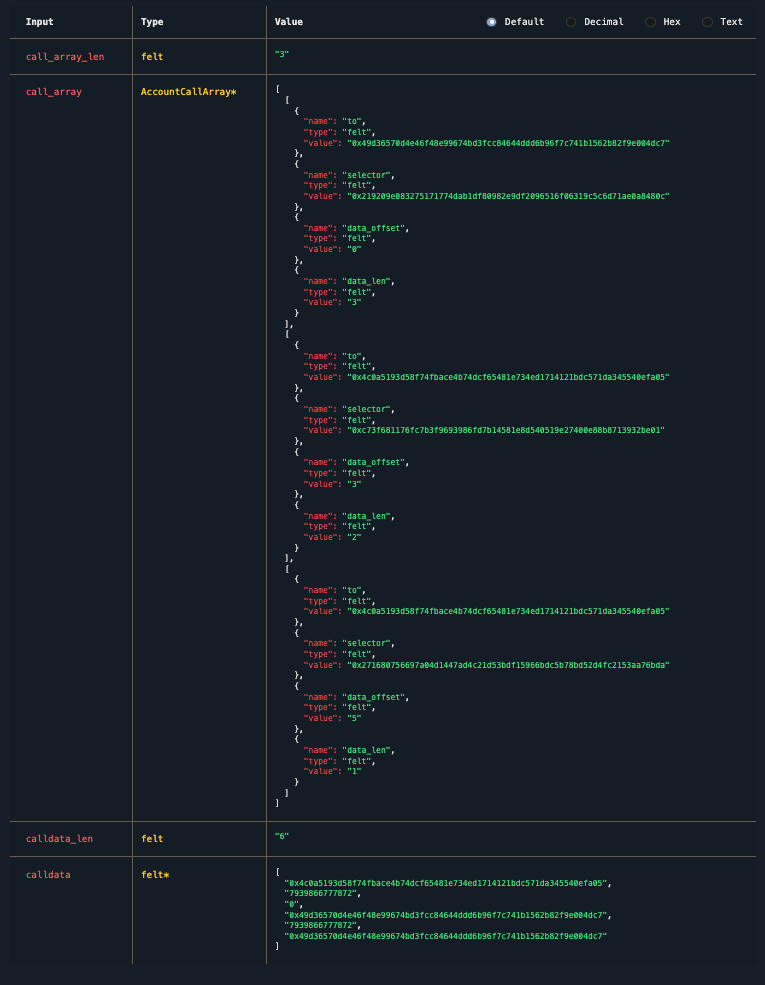 Input Type Value Default Decimal Hex Text
call_array_len felt "3"
call_array AccountCallArray* [
[
{
"name": "to",
"type": "felt",
"value": "0x49d36570d4e46f48e99674bd3fcc84644ddd6b96f7c741b1562b82f9e004dc7"
},
{
"name": "selector",
"type": "felt",
"value": "0x219209e083275171774dab1df80982e9df2096516f06319c5c6d71ae0a8480c"
},
{
"name": "data_offset",
"type": "felt",
"value": "0"
},
{
"name": "data_len",
"type": "felt",
"value": "3"
}
],
[
{
"name": "to",
"type": "felt",
"value": "0x4c0a5193d58f74fbace4b74dcf65481e734ed1714121bdc571da345540efa05"
},
{
"name": "selector",
"type": "felt",
"value": "0xc73f681176fc7b3f9693986fd7b14581e8d540519e27400e88b8713932be01"
},
{
"name": "data_offset",
"type": "felt",
"value": "3"
},
{
"name": "data_len",
"type": "felt",
"value": "2"
}
],
[
{
"name": "to",
"type": "felt",
"value": "0x4c0a5193d58f74fbace4b74dcf65481e734ed1714121bdc571da345540efa05"
},
{
"name": "selector",
"type": "felt",
"value": "0x271680756697a04d1447ad4c21d53bdf15966bdc5b78bd52d4fc2153aa76bda"
},
{
"name": "data_offset",
"type": "felt",
"value": "5"
},
{
"name": "data_len",
"type": "felt",
"value": "1"
}
]
]
calldata_len felt "6"
calldata felt* [
"0x4c0a5193d58f74fbace4b74dcf65481e734ed1714121bdc571da345540efa05",
"7939866777872",
"0",
"0x49d36570d4e46f48e99674bd3fcc84644ddd6b96f7c741b1562b82f9e004dc7",
"7939866777872",
"0x49d36570d4e46f48e99674bd3fcc84644ddd6b96f7c741b1562b82f9e004dc7"
]